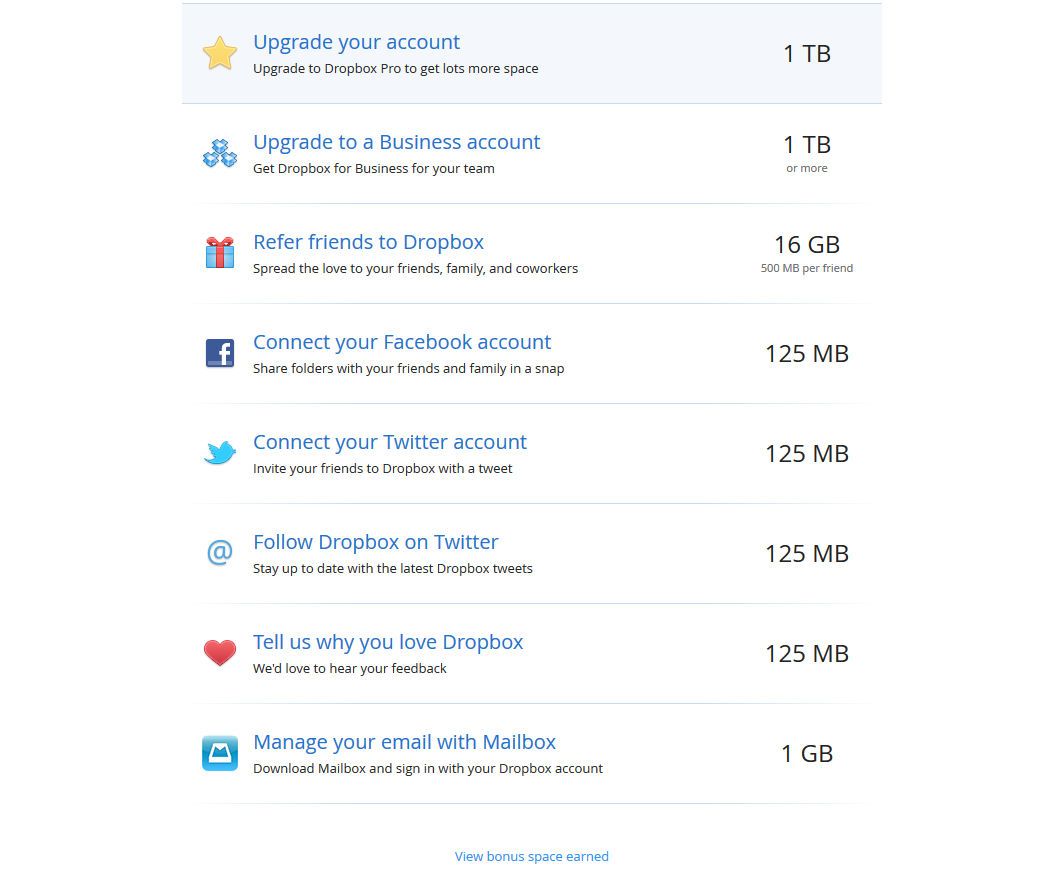 Upgrade your account
Upgrade to Dropbox Pro to get lots more space
1 TB
Upgrade to a Business account
Get Dropbox for Business for your team
1 TB
or more
Refer friends to Dropbox
Spread the love to your friends, family, and coworkers
16 GB
500 MB per friend
Connect your Facebook account
Share folders with your friends and family in a snap
125 MB
Connect your Twitter account
Invite your friends to Dropbox with a tweet
125 MB
@
Follow Dropbox on Twitter
Stay up to date with the latest Dropbox tweets
125 MB
Tell us why you love Dropbox
We'd love to hear your feedback
125 MB
Manage your email with Mailbox
Download Mailbox and sign in with your Dropbox account
1 GB
View bonus space earned